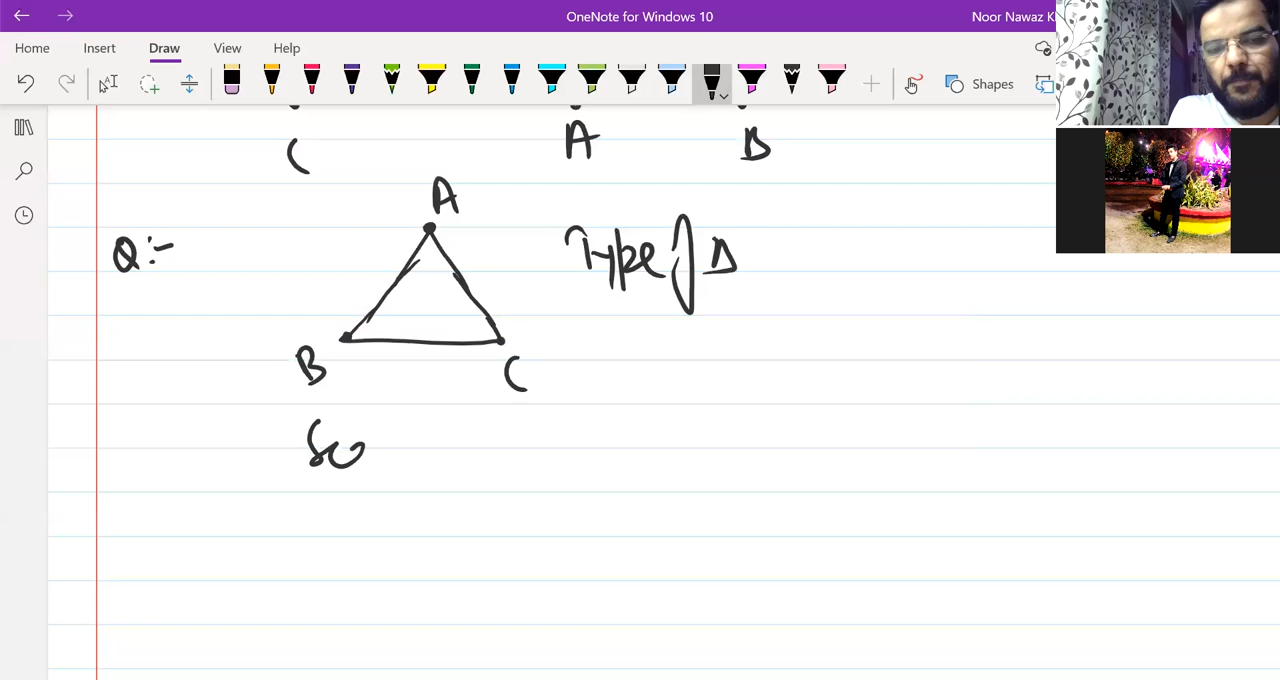 OneNote for Windows 10
Noor Nawaz K
Home Insert Draw View Help
Shapes
C A B
A
Q:- Type of Δ
B C
So